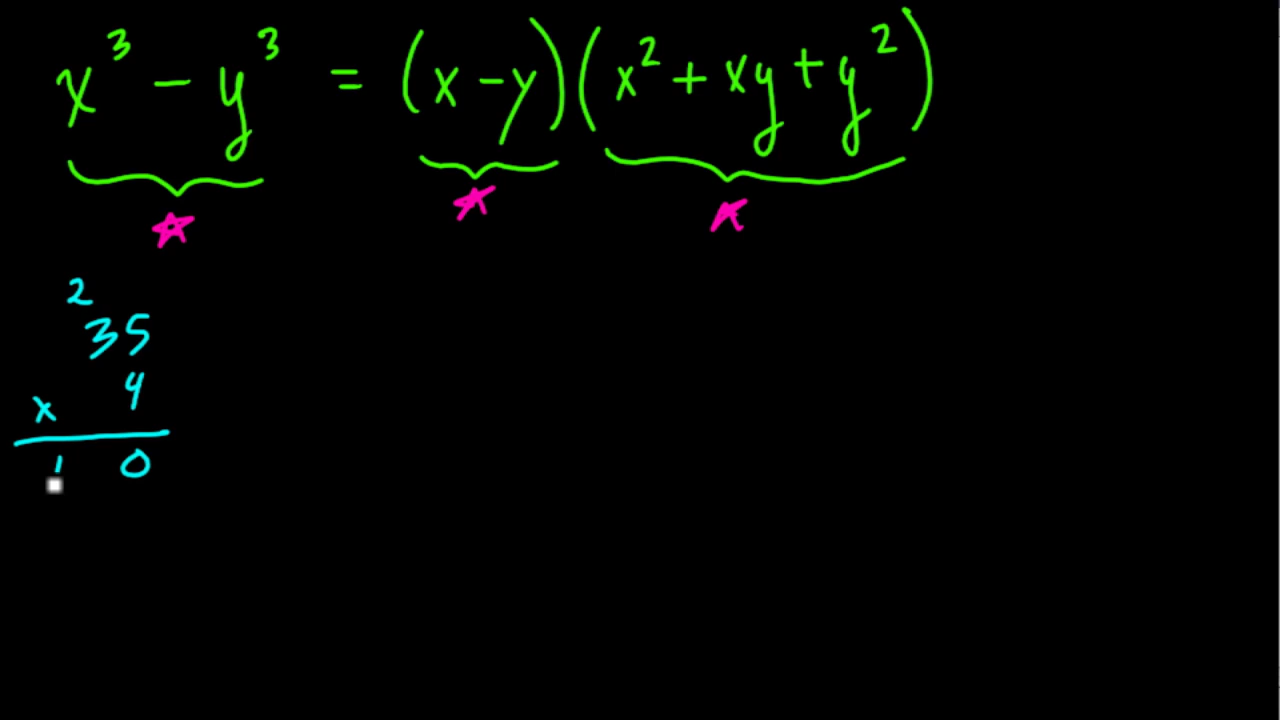 x³ - y³ = (x - y)(x² + xy + y²)
2
35
x 4
1 0